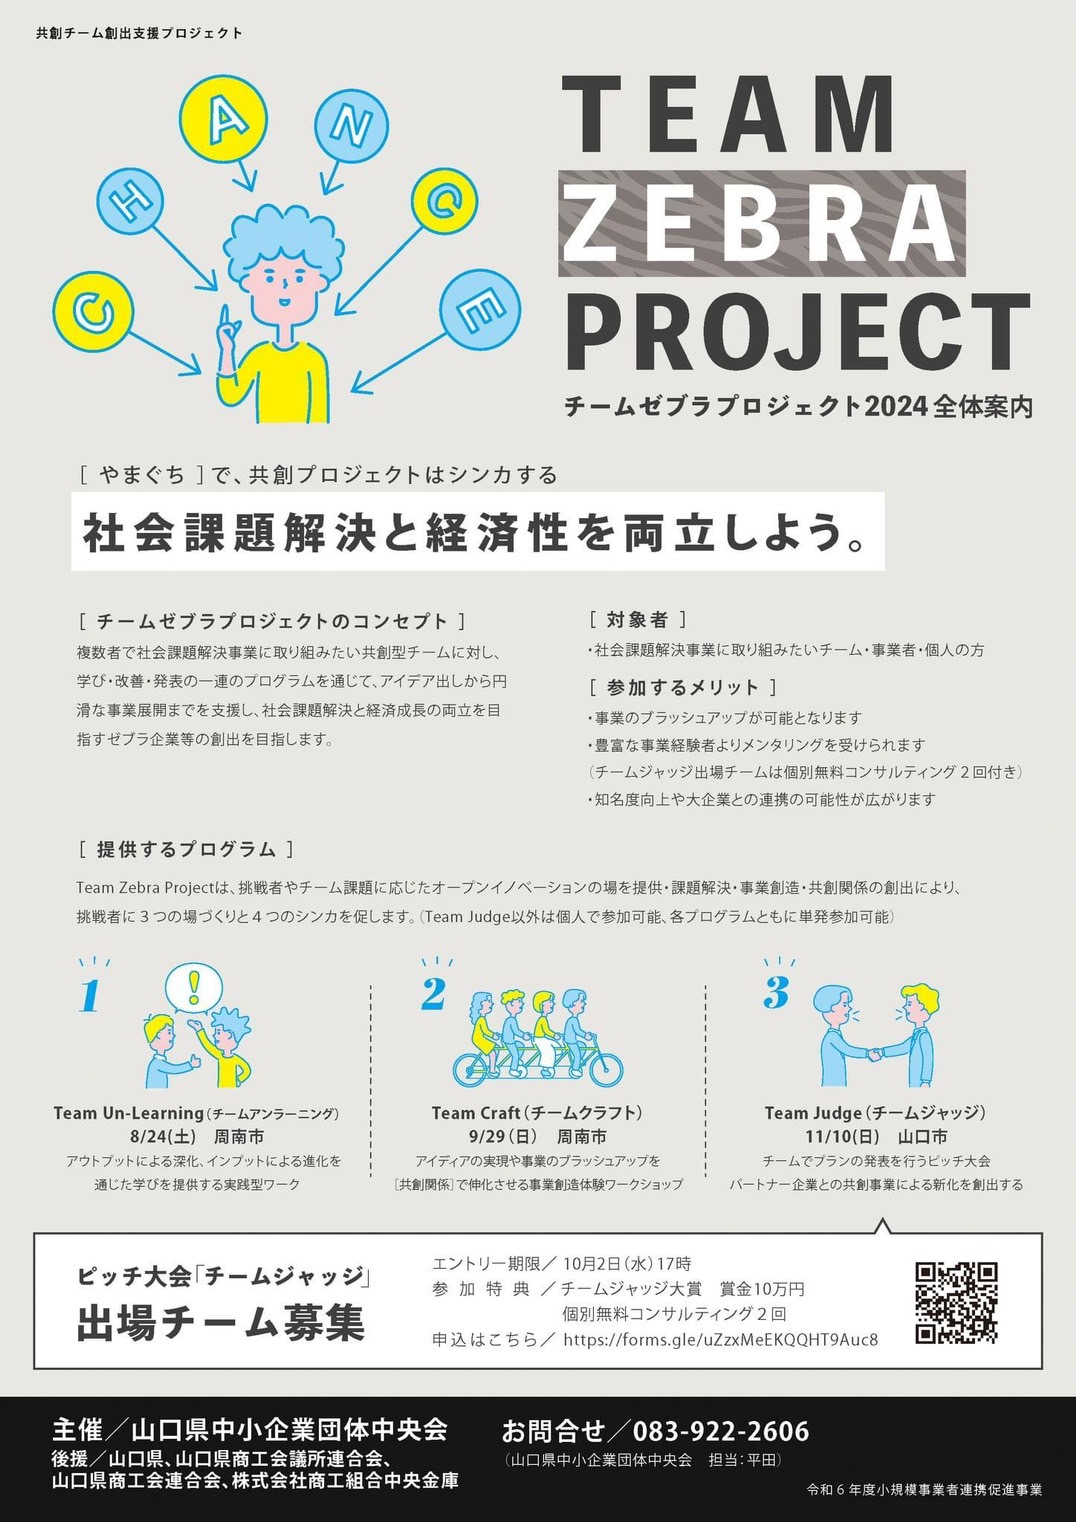 共創チーム創出支援プロジェクト
C
H
A
N
C
E
TEAM
ZEBRA
PROJECT
チームゼブラプロジェクト2024 全体案内
［ やまぐち ］で、共創プロジェクトはシンカする
社会課題解決と経済性を両立しよう。
［ チームゼブラプロジェクトのコンセプト ］
複数者で社会課題解決事業に取り組みたい共創型チームに対し、
学び・改善・発表の一連のプログラムを通じて、アイデア出しから円
滑な事業展開までを支援し、社会課題解決と経済成長の両立を目
指すゼブラ企業等の創出を目指します。
［ 対象者 ］
・社会課題解決事業に取り組みたいチーム・事業者・個人の方
［ 参加するメリット ］
・事業のブラッシュアップが可能となります
・豊富な事業経験者よりメンタリングを受けられます
（チームジャッジ出場チームは個別無料コンサルティング２回付き）
・知名度向上や大企業との連携の可能性が広がります
［ 提供するプログラム ］
Team Zebra Projectは、挑戦者やチーム課題に応じたオープンイノベーションの場を提供・課題解決・事業創造・共創関係の創出により、
挑戦者に３つの場づくりと４つのシンカを促します。（Team Judge以外は個人で参加可能、各プログラムともに単発参加可能）
1
!
Team Un-Learning（チームアンラーニング）
8/24(土)　周南市
アウトプットによる深化、インプットによる進化を
通じた学びを提供する実践型ワーク
2
Team Craft（チームクラフト）
9/29（日）　周南市
アイディアの実現や事業のブラッシュアップを
［共創関係］で伸化させる事業創造体験ワークショップ
3
Team Judge（チームジャッジ）
11/10(日)　山口市
チームでプランの発表を行うピッチ大会
パートナー企業との共創事業による新化を創出する
ピッチ大会「チームジャッジ」
出場チーム募集
エントリー期限／ 10月2日（水）17時
参加特典／チームジャッジ大賞　賞金10万円
個別無料コンサルティング２回
申込はこちら／ https://forms.gle/uZzxMeEKQQHT9Auc8
主催／山口県中小企業団体中央会
後援／山口県、山口県商工会議所連合会、
山口県商工会連合会、株式会社商工組合中央金庫
お問合せ／083-922-2606
（山口県中小企業団体中央会　担当：平田）
令和６年度小規模事業者連携促進事業